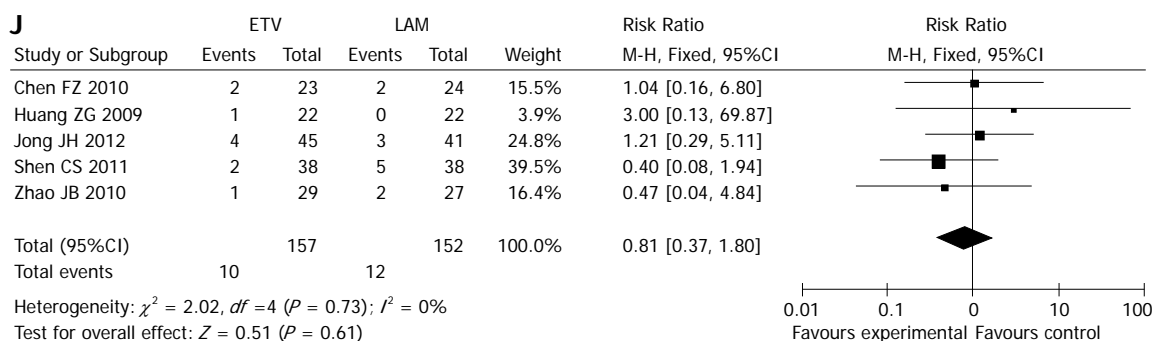 J ETV LAM Risk Ratio Risk Ratio
Study or Subgroup Events Total Events Total Weight M-H, Fixed, 95%CI M-H, Fixed, 95%CI
Chen FZ 2010 2 23 2 24 15.5% 1.04 [0.16, 6.80]
Huang ZG 2009 1 22 0 22 3.9% 3.00 [0.13, 69.87]
Jong JH 2012 4 45 3 41 24.8% 1.21 [0.29, 5.11]
Shen CS 2011 2 38 5 38 39.5% 0.40 [0.08, 1.94]
Zhao JB 2010 1 29 2 27 16.4% 0.47 [0.04, 4.84]
Total (95%CI) 157 152 100.0% 0.81 [0.37, 1.80]
Total events 10 12
Heterogeneity: χ² = 2.02, df =4 (P = 0.73); I² = 0%
Test for overall effect: Z = 0.51 (P = 0.61)
0.01 0.1 0 10 100
Favours experimental Favours control